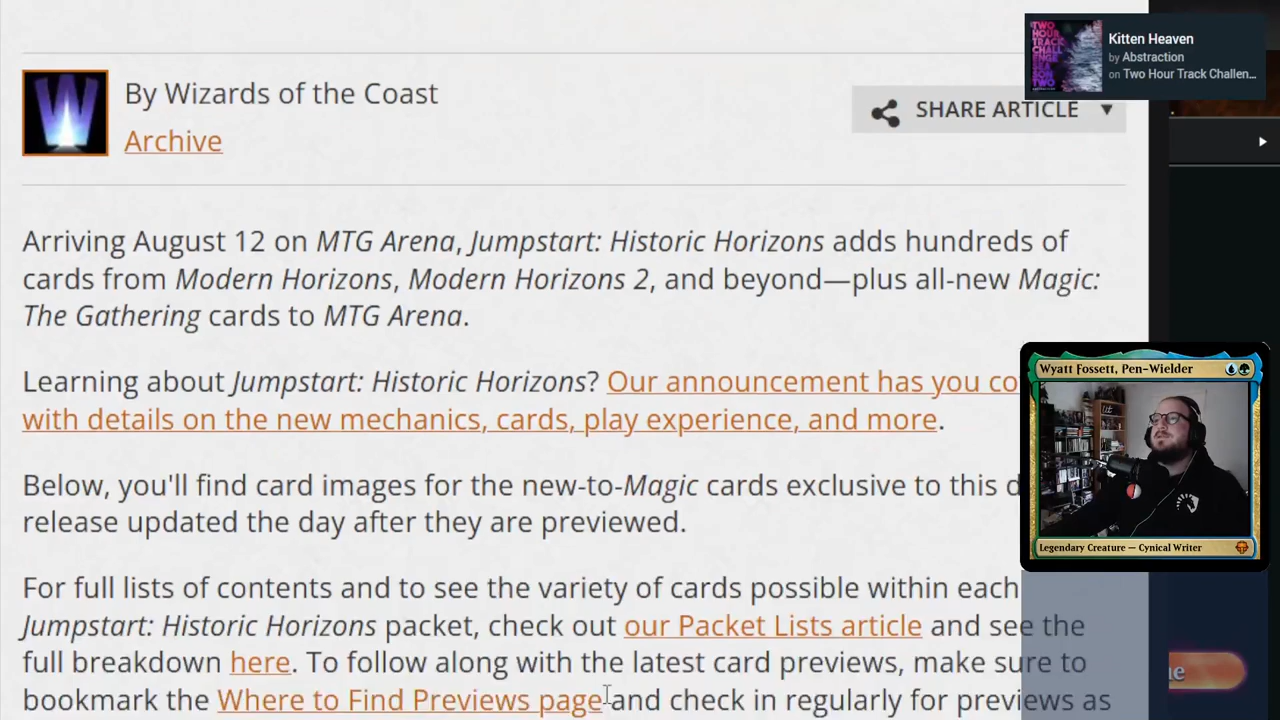 Kitten Heaven
by Abstraction
on Two Hour Track Challen...
TWO
HOUR
TRACK
CHALL
ENGE
By Wizards of the Coast
Archive
SHARE ARTICLE
Arriving August 12 on MTG Arena, Jumpstart: Historic Horizons adds hundreds of
cards from Modern Horizons, Modern Horizons 2, and beyond—plus all-new Magic:
The Gathering cards to MTG Arena.
Learning about Jumpstart: Historic Horizons? Our announcement has you co
with details on the new mechanics, cards, play experience, and more.
Below, you'll find card images for the new-to-Magic cards exclusive to this d
release updated the day after they are previewed.
For full lists of contents and to see the variety of cards possible within each
Jumpstart: Historic Horizons packet, check out our Packet Lists article and see the
full breakdown here. To follow along with the latest card previews, make sure to
bookmark the Where to Find Previews page and check in regularly for previews as
Wyatt Fossett, Pen-Wielder
Legendary Creature — Cynical Writer
ue